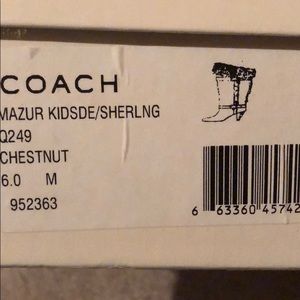 COACH
MAZUR KIDSDE/SHERLNG
Q249
CHESTNUT
6.0 M
952363
6 63360 45742